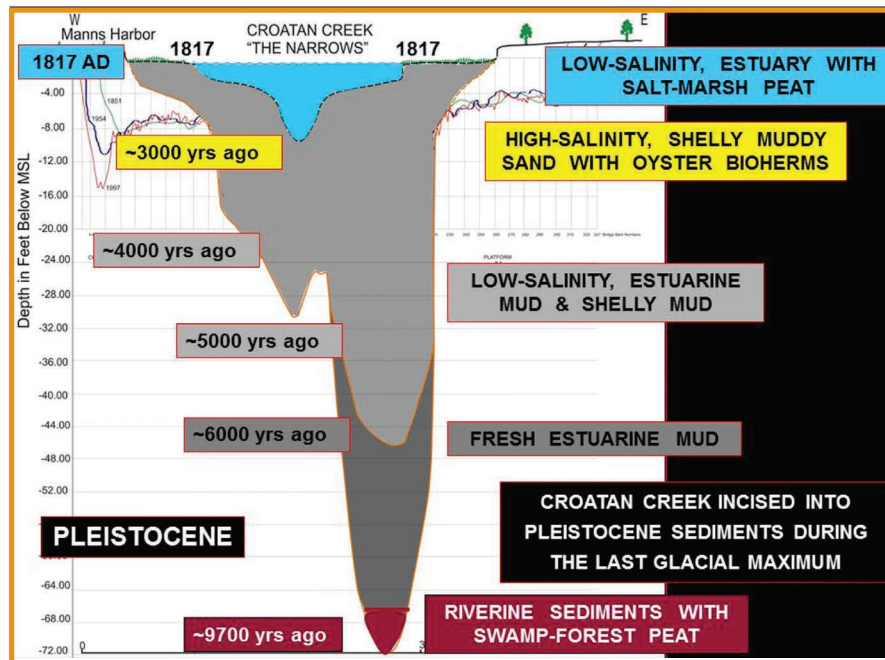 W
Manns Harbor
CROATAN CREEK
"THE NARROWS"
E
1817
1817
1817 AD
LOW-SALINITY, ESTUARY WITH
SALT-MARSH PEAT
-4.00
1851
1954
-8.00
HIGH-SALINITY, SHELLY MUDDY
SAND WITH OYSTER BIOHERMS
~3000 yrs ago
-12.00
-16.00
1997
-20.00
Bridge Bent Numbers
-24.00
~4000 yrs ago
PLATFORM
LOW-SALINITY, ESTUARINE
MUD & SHELLY MUD
-28.00
-32.00
~5000 yrs ago
-36.00
-40.00
~6000 yrs ago
-44.00
FRESH ESTUARINE MUD
-48.00
-52.00
CROATAN CREEK INCISED INTO
PLEISTOCENE SEDIMENTS DURING
THE LAST GLACIAL MAXIMUM
PLEISTOCENE
-64.00
-68.00
RIVERINE SEDIMENTS WITH
SWAMP-FOREST PEAT
~9700 yrs ago
-72.00
0
Depth in Feet Below MSL